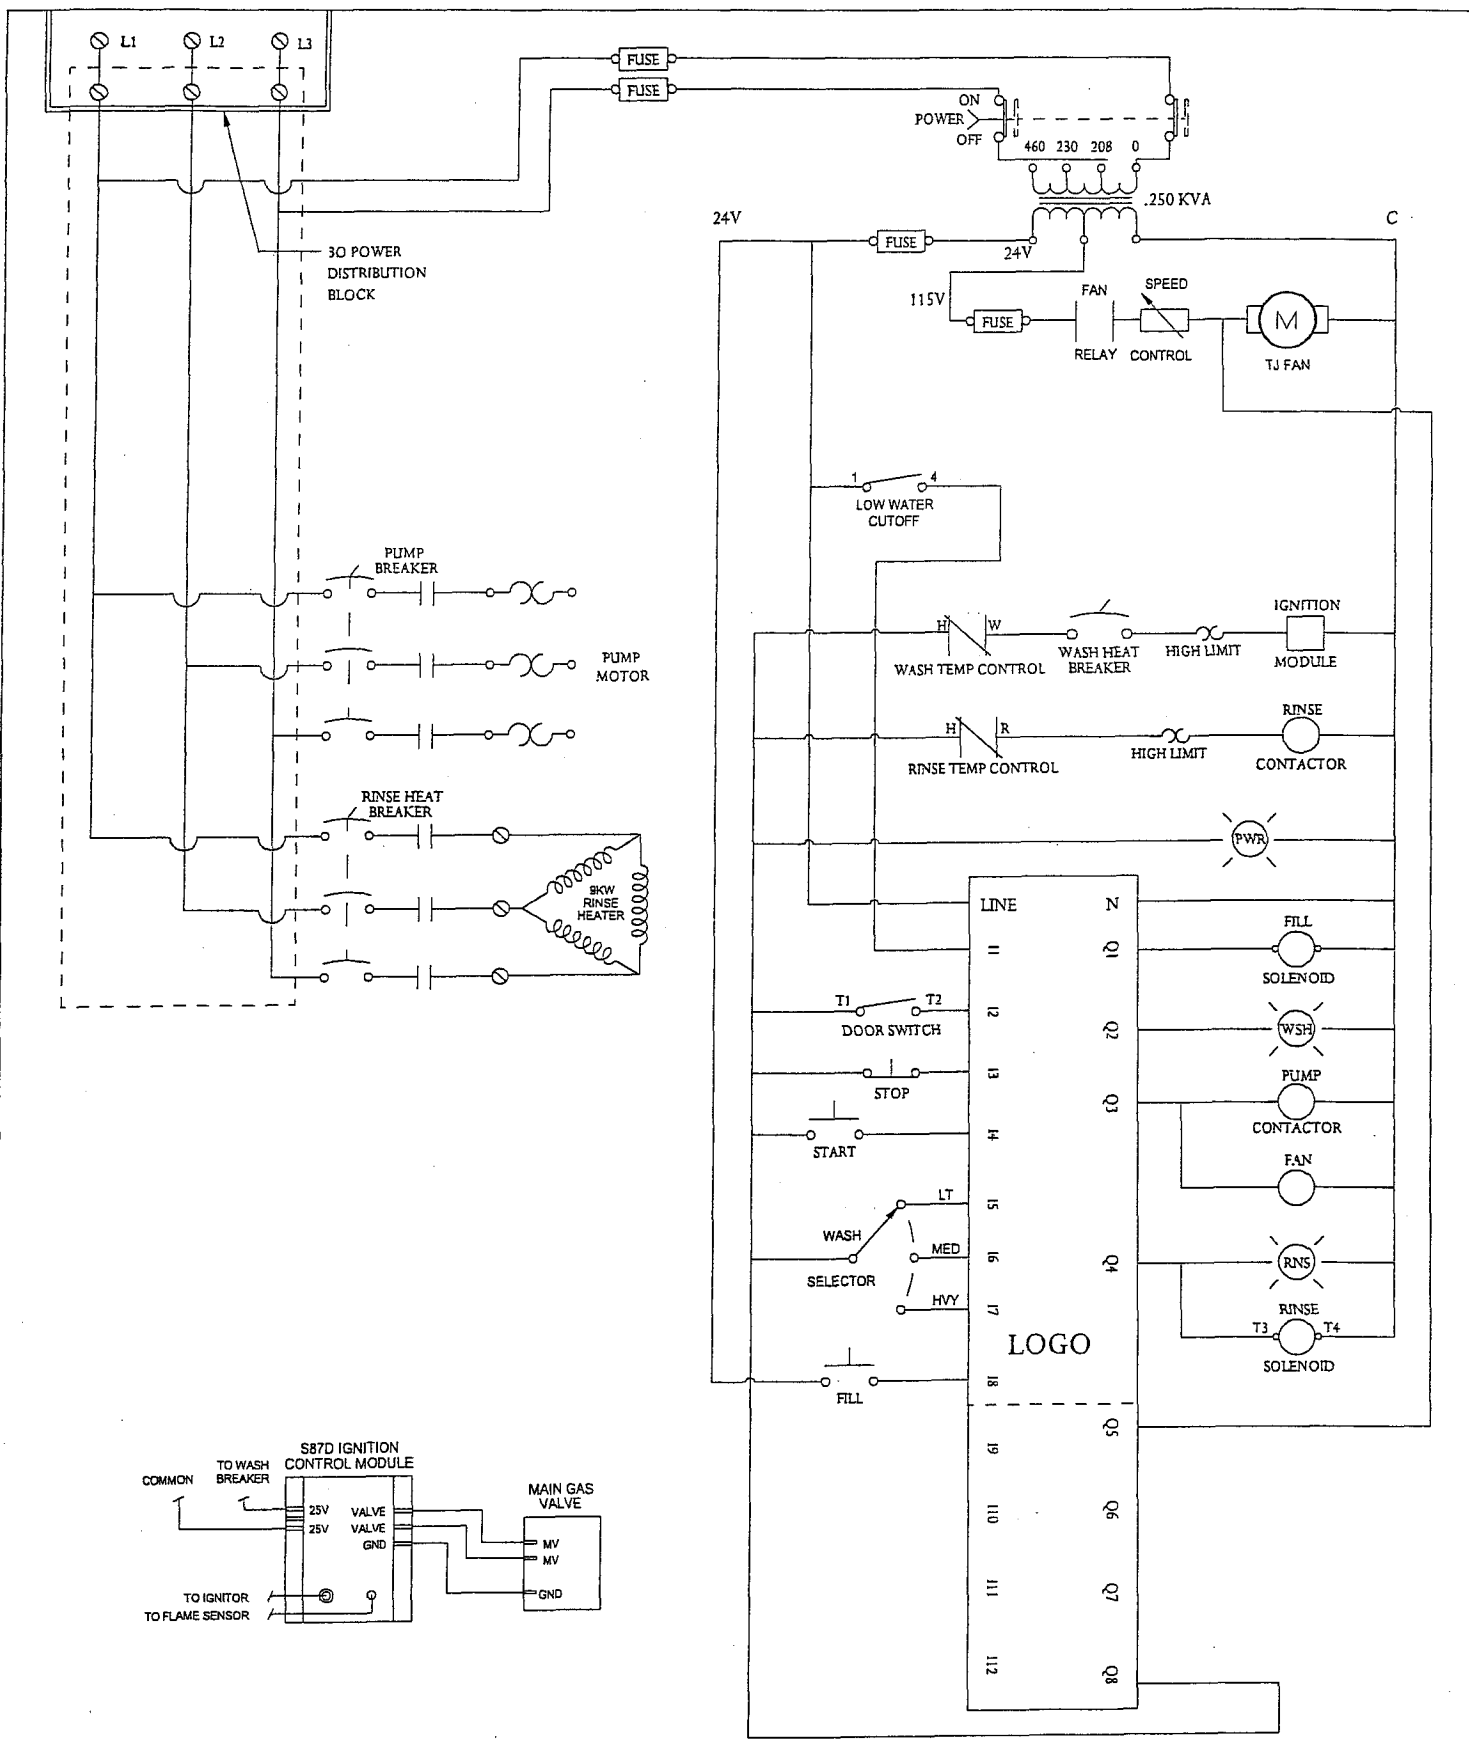 L1
L2
L3
FUSE
FUSE
ON
POWER
OFF
460 230 208 0
.250 KVA
24V
C
FUSE
24V
3O POWER
DISTRIBUTION
BLOCK
115V
FUSE
FAN
RELAY
SPEED
CONTROL
M
TJ FAN
1 4
LOW WATER
CUTOFF
PUMP
BREAKER
PUMP
MOTOR
H W
WASH TEMP CONTROL
WASH HEAT
BREAKER
HIGH LIMIT
IGNITION
MODULE
H R
RINSE TEMP CONTROL
HIGH LIMIT
RINSE
CONTACTOR
RINSE HEAT
BREAKER
9KW
RINSE
HEATER
PWR
LINE
N
I1
Q1
FILL
SOLENOID
T1 T2
DOOR SWITCH
I2
Q2
WSH
STOP
I3
Q3
PUMP
CONTACTOR
START
I4
FAN
LT
I5
WASH
SELECTOR
MED
I6
Q4
RNS
HVY
I7
RINSE
T3 T4
SOLENOID
LOGO
FILL
I8
Q5
I9
I10
Q6
I11
Q7
I12
Q8
S87D IGNITION
CONTROL MODULE
COMMON
TO WASH
BREAKER
25V
25V
VALVE
VALVE
GND
TO IGNITOR
TO FLAME SENSOR
MAIN GAS
VALVE
MV
MV
GND